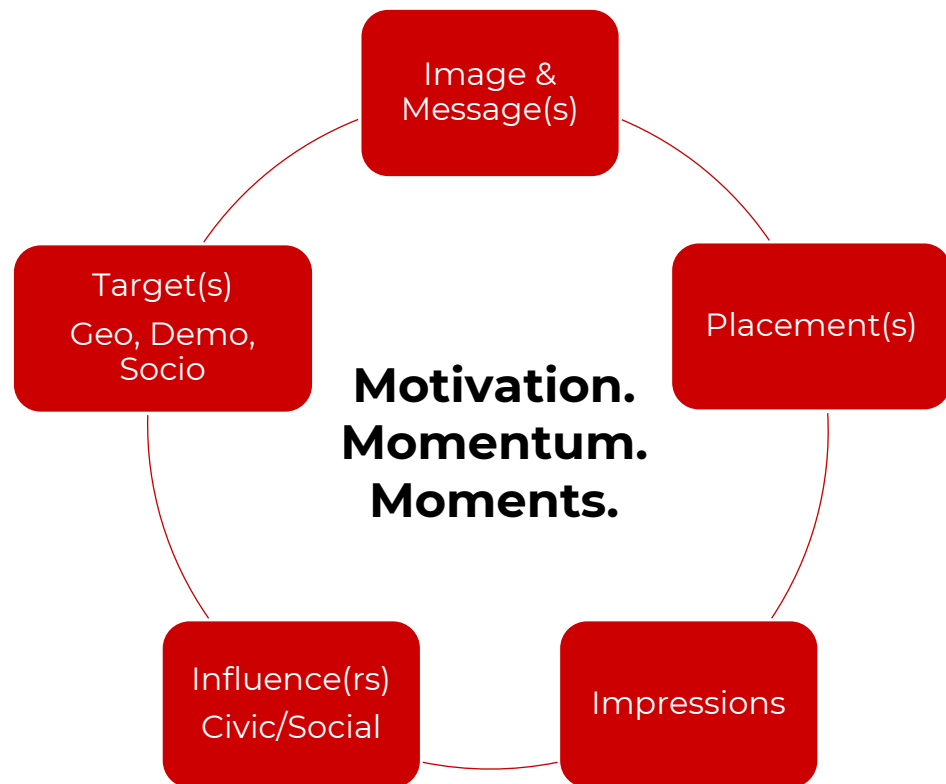 Image &
Message(s)
Target(s)
Geo, Demo,
Socio
Placement(s)
Motivation.
Momentum.
Moments.
Influence(rs)
Civic/Social
Impressions